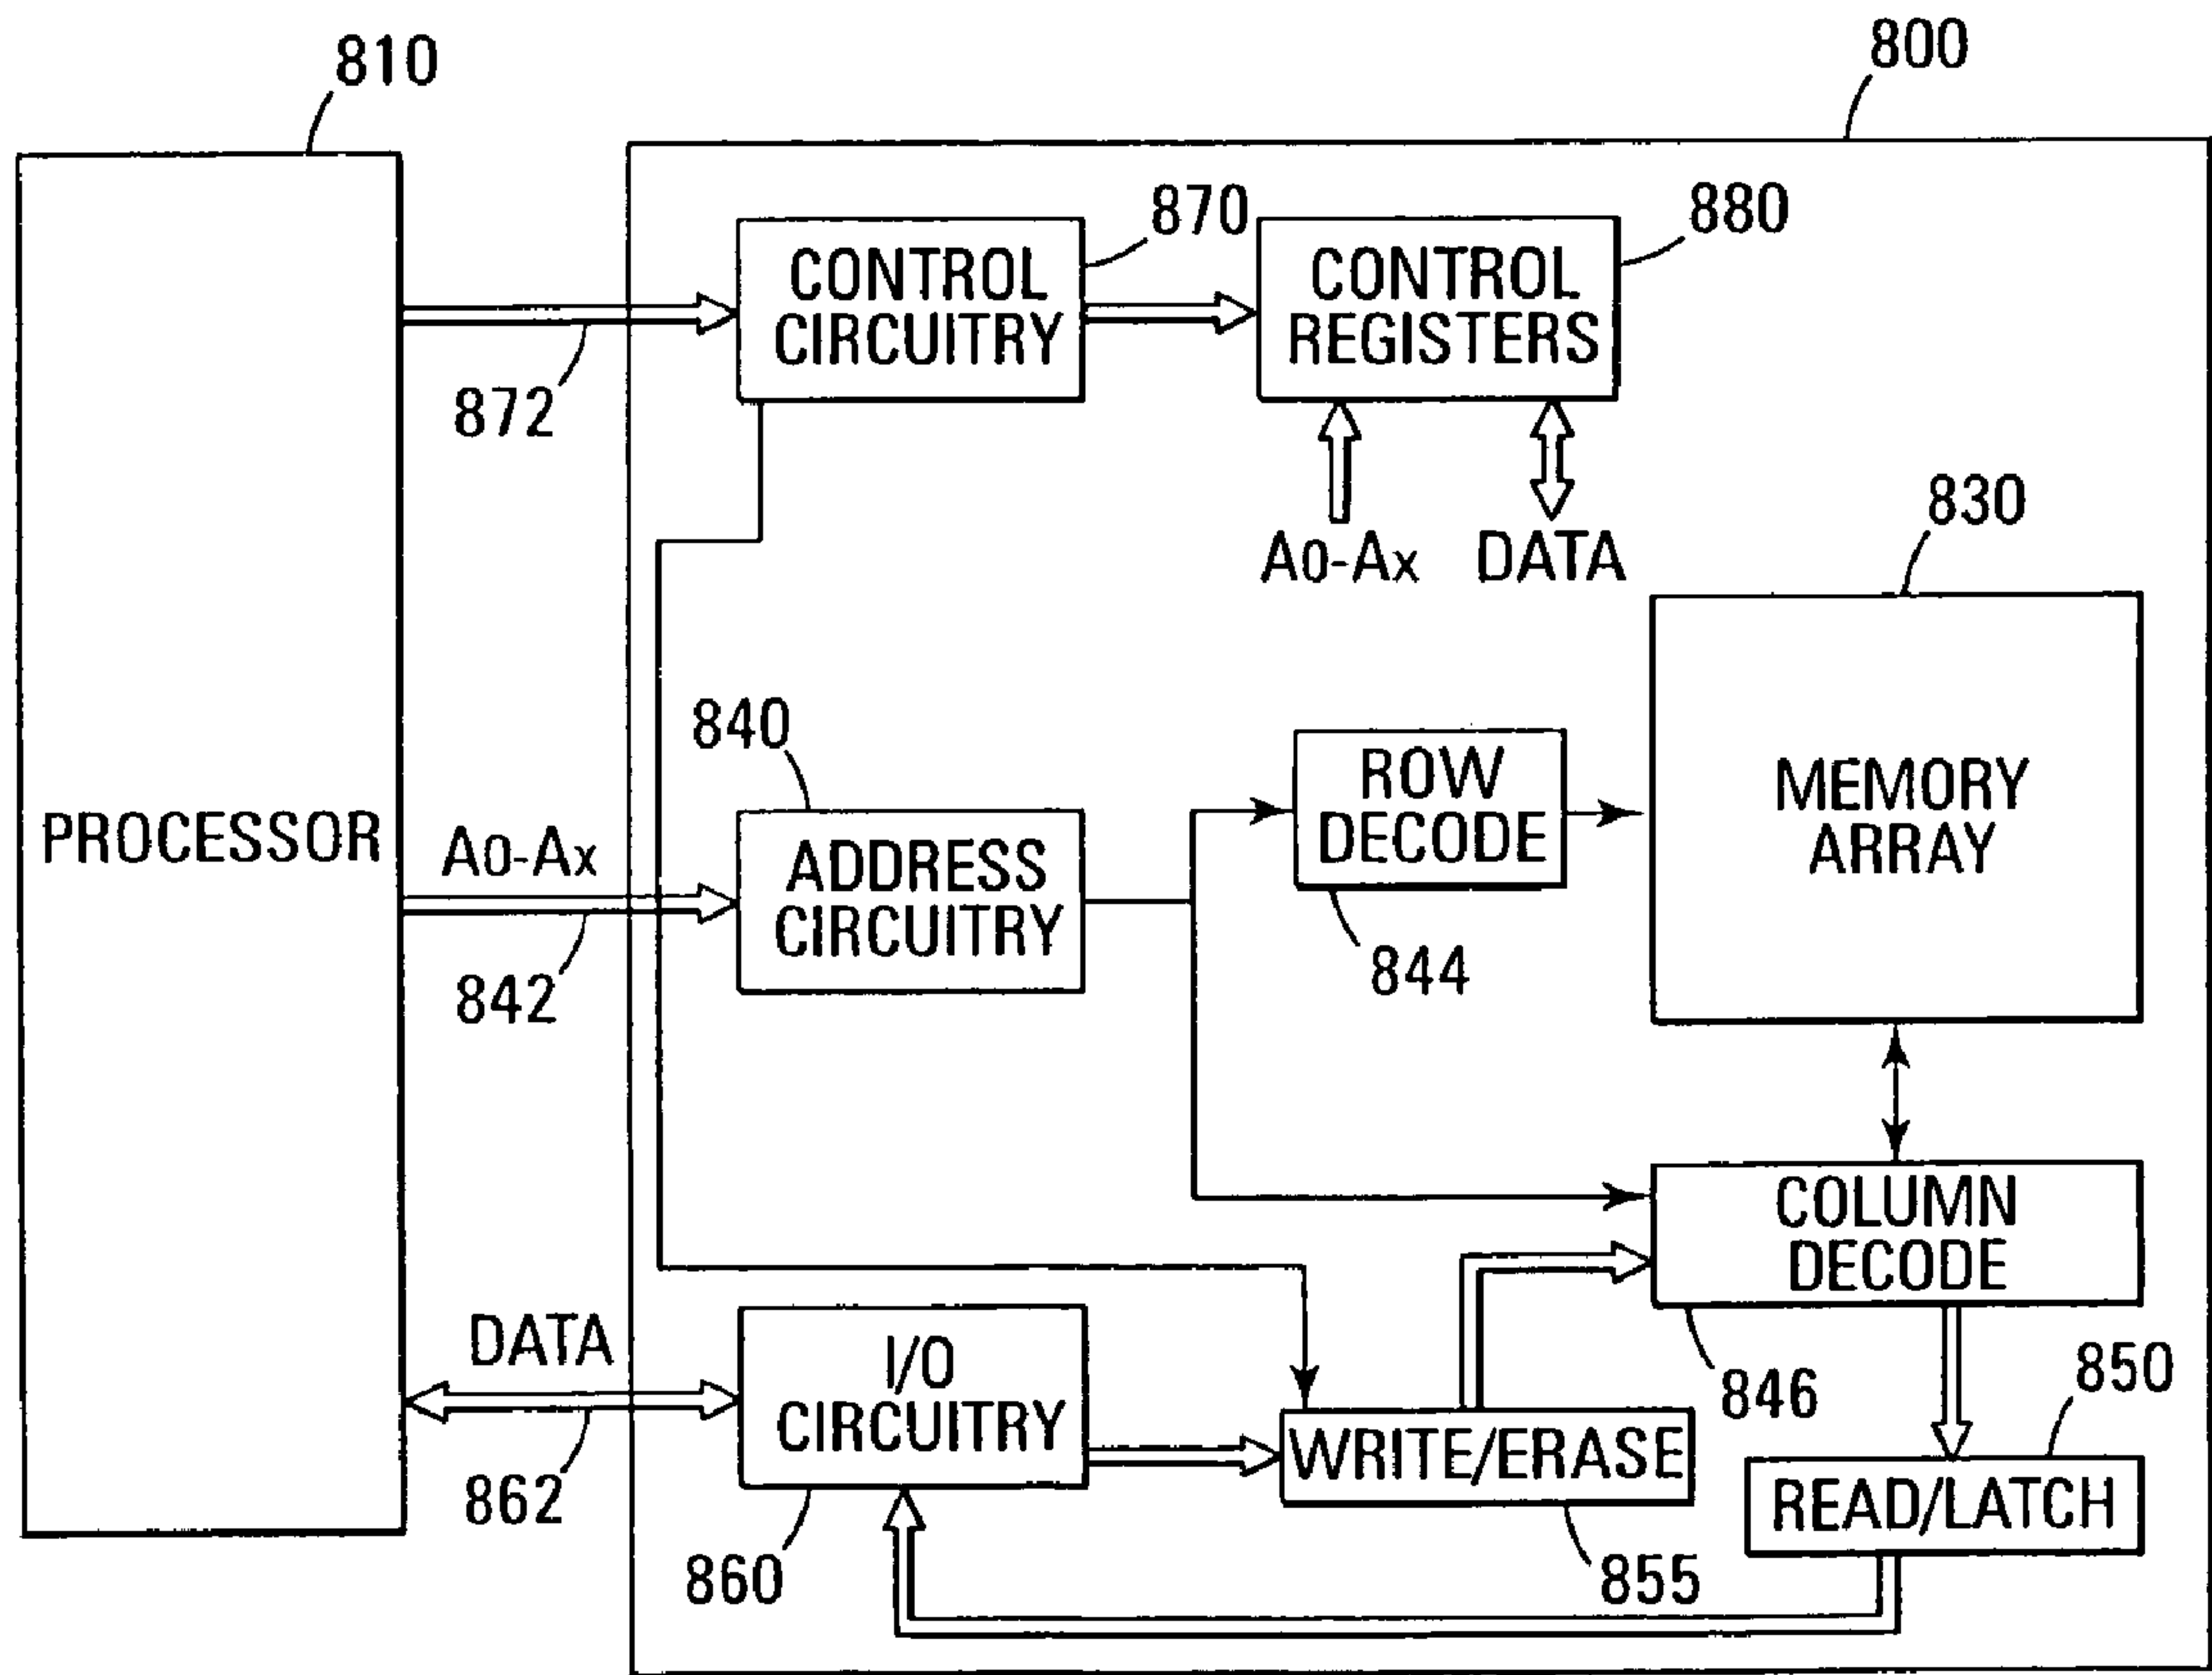 810
800
870
880
CONTROL
CIRCUITRY
CONTROL
REGISTERS
872
A0-Ax
DATA
830
840
ROW
DECODE
MEMORY
ARRAY
PROCESSOR
A0-Ax
ADDRESS
CIRCUITRY
844
842
COLUMN
DECODE
DATA
I/O
CIRCUITRY
846
850
WRITE/ERASE
READ/LATCH
862
860
855